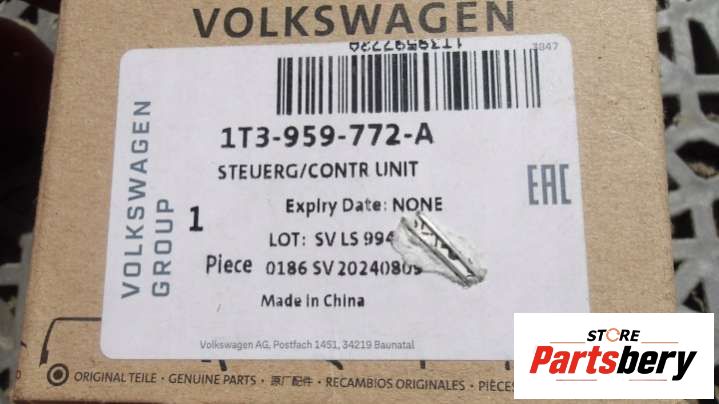 VOLKSWAGEN
1T3959772A
3847
1T3-959-772-A
STEUERG/CONTR UNIT
Expiry Date: NONE
1
LOT: SV LS 994
Piece 0186 SV 20240809
Made in China
Volkswagen AG, Postfach 1451, 34219 Baunatal
VOLKSWAGEN
GROUP
EAC
ORIGINAL TEILE · GENUINE PARTS · 原厂配件 · RECAMBIOS ORIGINALES · PIÈCES
STORE
Partsbery